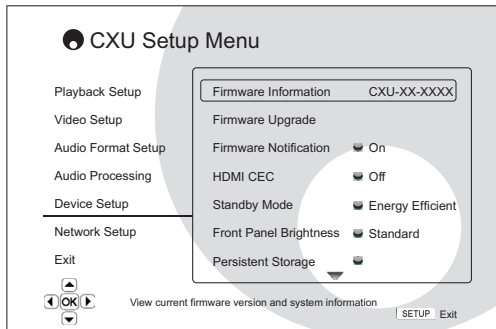 CXU Setup Menu
Playback Setup
Video Setup
Audio Format Setup
Audio Processing
Device Setup
Network Setup
Exit
Firmware Information CXU-XX-XXXX
Firmware Upgrade
Firmware Notification On
HDMI CEC Off
Standby Mode Energy Efficient
Front Panel Brightness Standard
Persistent Storage
OK
View current firmware version and system information
SETUP Exit